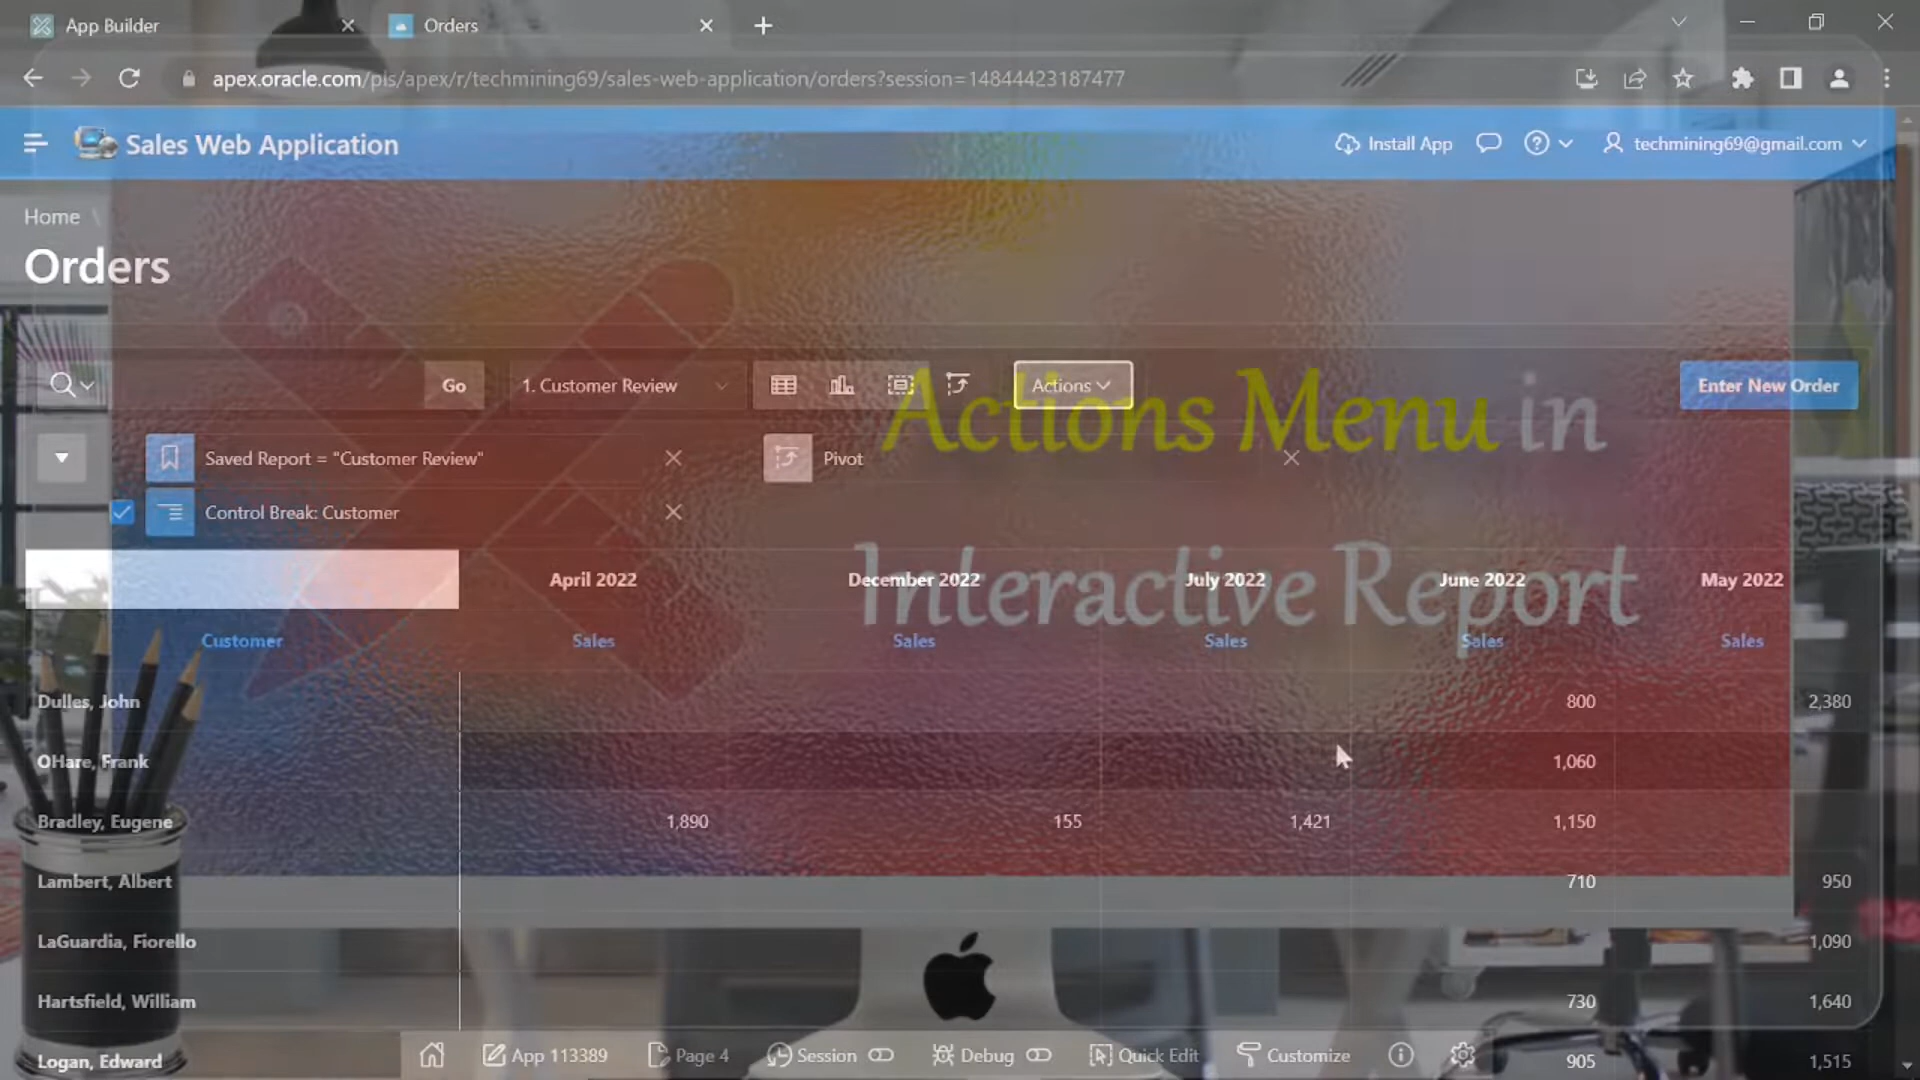 App Builder
Orders
apex.oracle.com/pls/apex/r/techmining69/sales-web-application/orders?session=14844423187477
Sales Web Application
Install App
techmining69@gmail.com
Home \
Orders
Go
1. Customer Review
Actions
Enter New Order
Actions Menu in
Interactive Report
Saved Report = "Customer Review"
Pivot
Control Break: Customer
April 2022 December 2022 July 2022 June 2022 May 2022
Customer Sales Sales Sales Sales Sales
Dulles, John 800 2,380
OHare, Frank 1,060
Bradley, Eugene 1,890 155 1,421 1,150
Lambert, Albert 710 950
LaGuardia, Fiorello 1,090
Hartsfield, William 730 1,640
Logan, Edward 905 1,515
App 113389 Page 4 Session Debug Quick Edit Customize